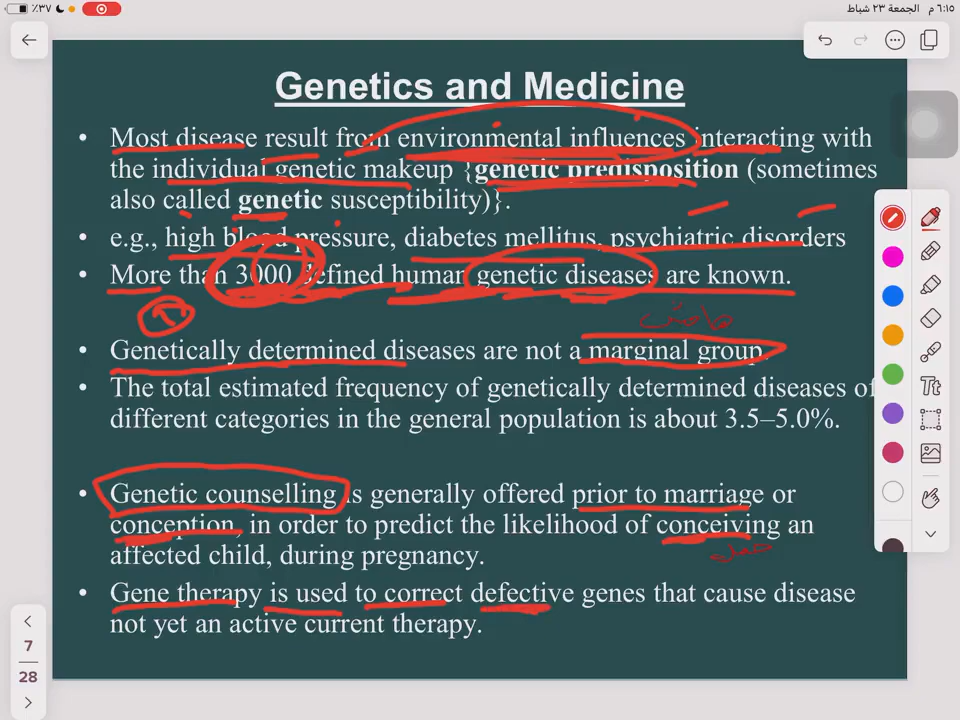 ٪٣٧
٦:١٥ م الجمعة ٢٣ شباط
Genetics and Medicine
• Most disease result from environmental influences interacting with
the individual genetic makeup {genetic predisposition (sometimes
also called genetic susceptibility)}.
• e.g., high blood pressure, diabetes mellitus, psychiatric disorders
• More than 3000 defined human genetic diseases are known.
هامش
• Genetically determined diseases are not a marginal group.
• The total estimated frequency of genetically determined diseases of
different categories in the general population is about 3.5–5.0%.
• Genetic counselling is generally offered prior to marriage or
conception, in order to predict the likelihood of conceiving an
affected child, during pregnancy.
• Gene therapy is used to correct defective genes that cause disease
not yet an active current therapy.
Tt
7
28